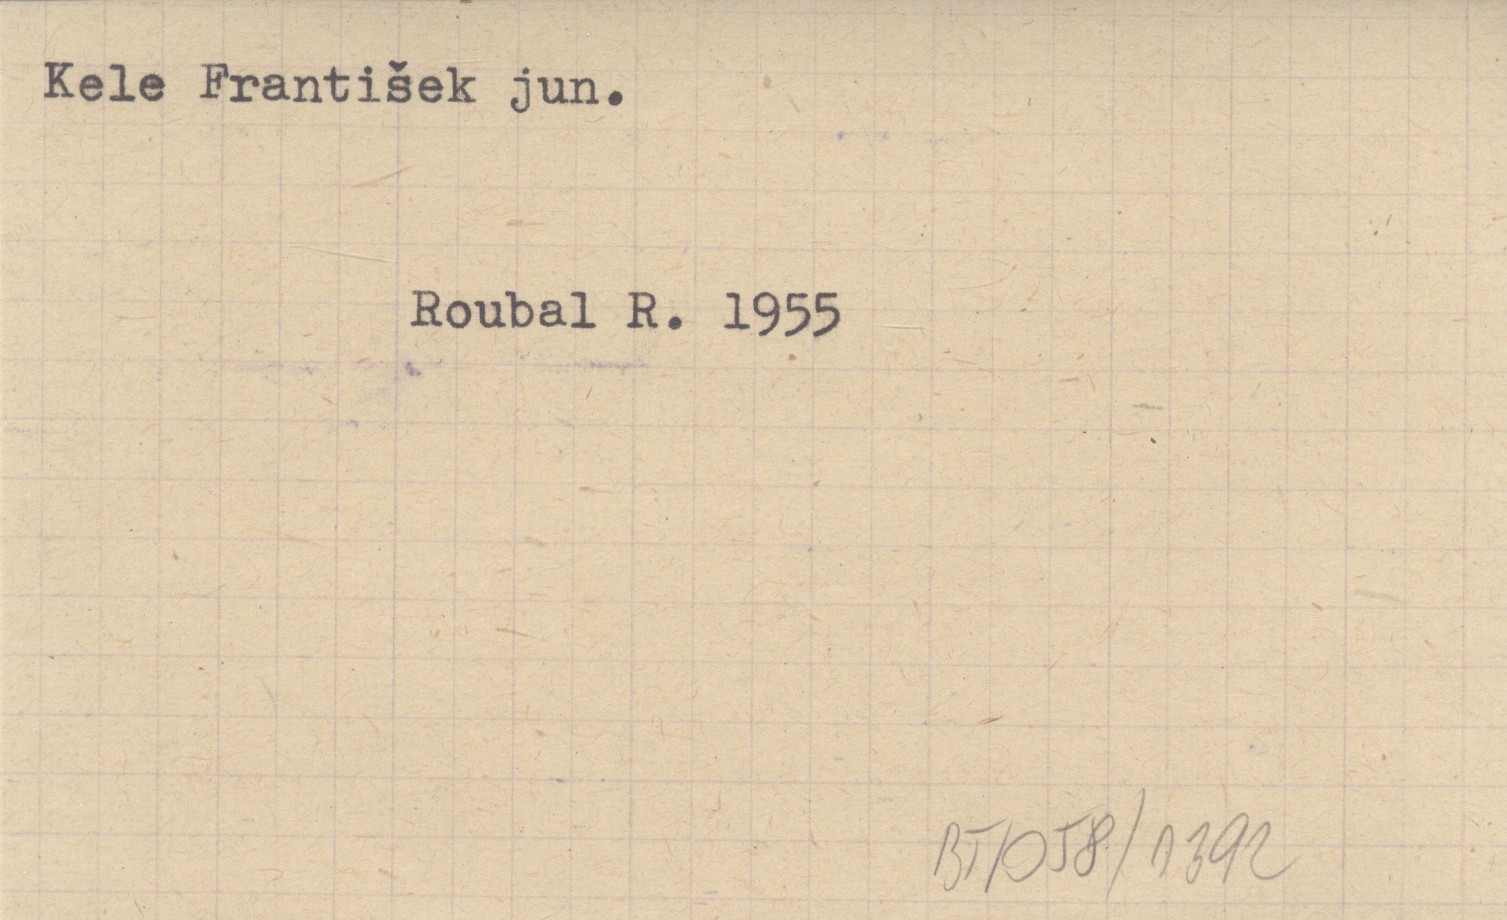 Kele František jun.
Roubal R. 1955
BT/058/1392